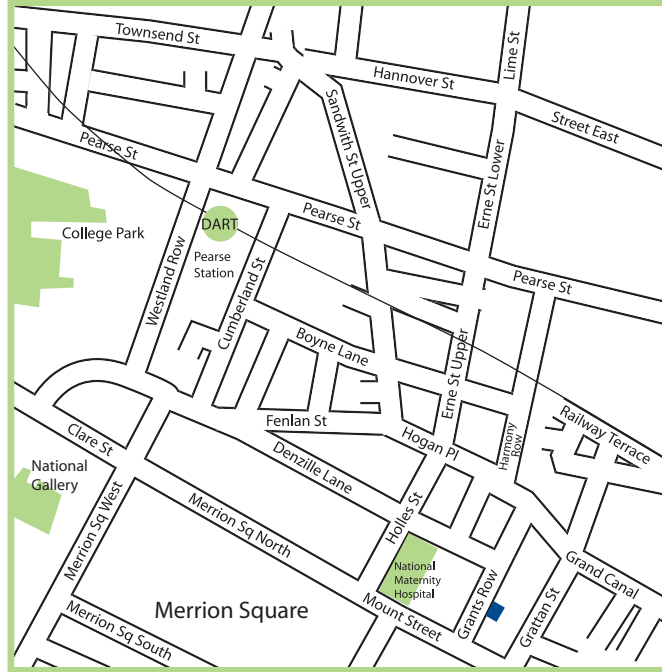 Townsend St
Hannover St
Lime St
Street East
Sandwith St Upper
Erne St Lower
Pearse St
College Park
DART
Pearse St
Pearse
Station
Pearse St
Westland Row
Cumberland St
Boyne Lane
Erne St Upper
Railway Terrace
Fenlan St
Hogan Pl
Harmony
Row
Clare St
Denzille Lane
National
Gallery
Merrion Sq West
Merrion Sq North
Holles St
National
Maternity
Hospital
Grand Canal
Grants Row
Grattan St
Merrion Square
Mount Street
Merrion Sq South